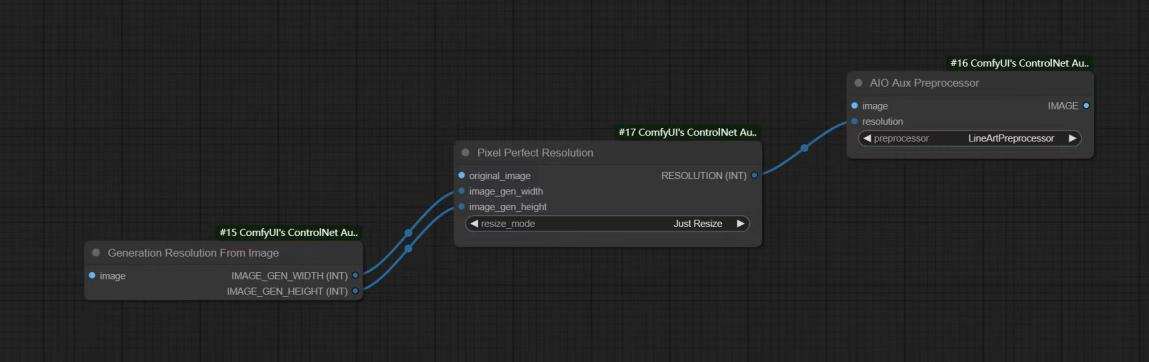 #16 ComfyUI's ControlNet Au..
AIO Aux Preprocessor
image IMAGE
resolution
preprocessor LineArtPreprocessor
#17 ComfyUI's ControlNet Au..
Pixel Perfect Resolution
original_image RESOLUTION (INT)
image_gen_width
image_gen_height
resize_mode Just Resize
#15 ComfyUI's ControlNet Au..
Generation Resolution From Image
image IMAGE_GEN_WIDTH (INT)
IMAGE_GEN_HEIGHT (INT)